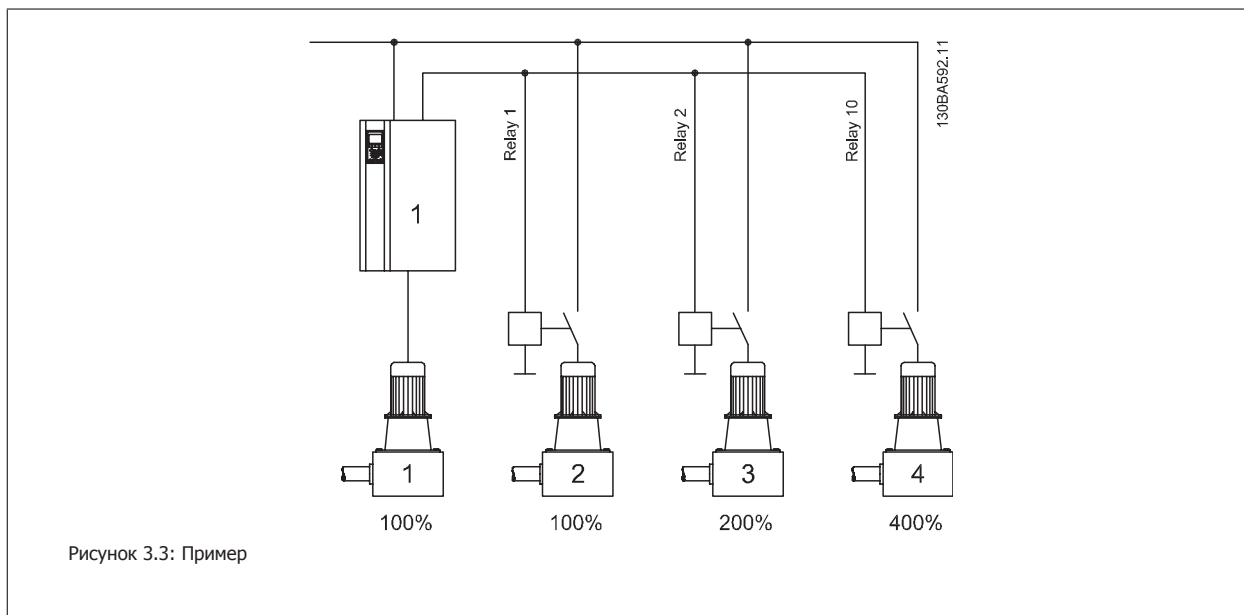 130BA592.11
Relay 1
Relay 2
Relay 10
1
1
2
3
4
100%
100%
200%
400%
Рисунок 3.3: Пример